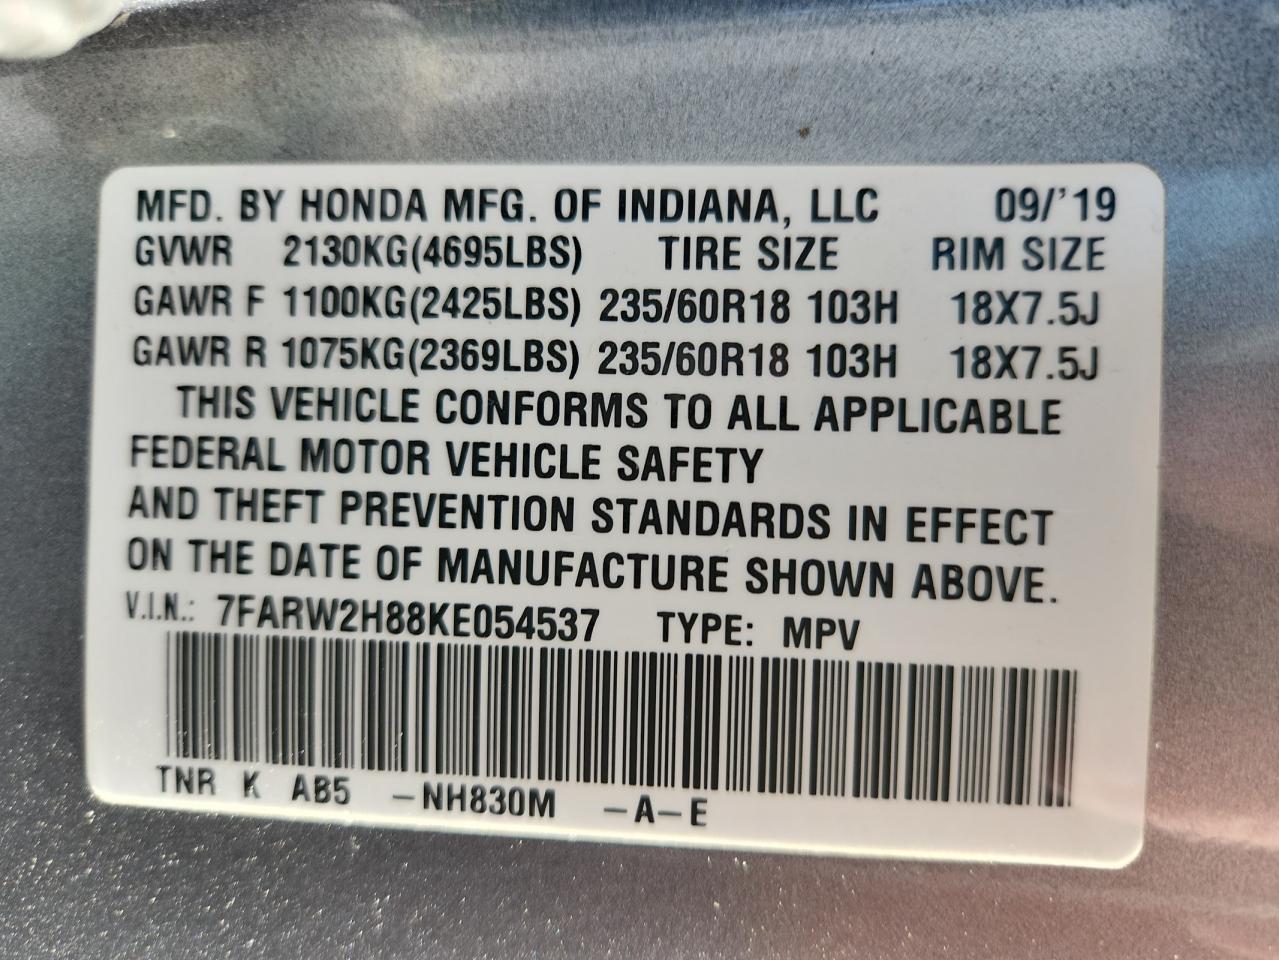 MFD. BY HONDA MFG. OF INDIANA, LLC 09/'19
GVWR 2130KG(4695LBS) TIRE SIZE RIM SIZE
GAWR F 1100KG(2425LBS) 235/60R18 103H 18X7.5J
GAWR R 1075KG(2369LBS) 235/60R18 103H 18X7.5J
THIS VEHICLE CONFORMS TO ALL APPLICABLE
FEDERAL MOTOR VEHICLE SAFETY
AND THEFT PREVENTION STANDARDS IN EFFECT
ON THE DATE OF MANUFACTURE SHOWN ABOVE.
V.I.N.: 7FARW2H88KE054537 TYPE: MPV
TNR K AB5 -NH830M -A-E